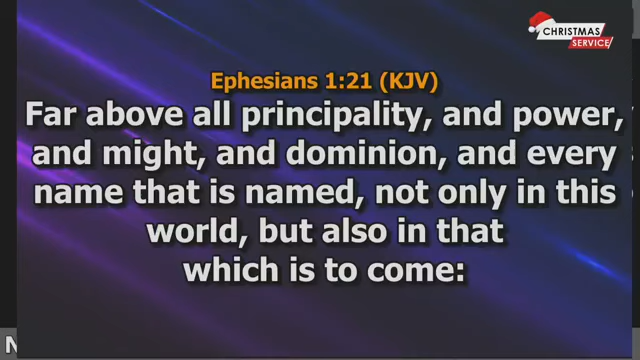 CHRISTMAS
SERVICE
Ephesians 1:21 (KJV)
Far above all principality, and power,
and might, and dominion, and every
name that is named, not only in this
world, but also in that
which is to come:
N